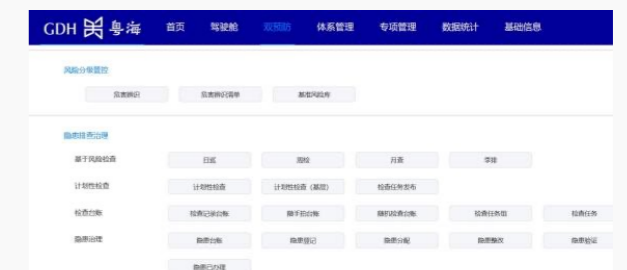 GDH 粤海 首页 驾驶舱 双预防 体系管理 专项管理 数据统计 基础信息
风险分级管控
危害辨识 危害辨识清单 基准风险库
隐患排查治理
基于风险检查 日巡 周检 月查 季排
计划性检查 计划性检查 计划性检查（基层） 检查任务发布
检查台账 检查记录台账 随手拍台账 随机检查台账 检查任务组 检查任务
隐患治理 隐患台账 隐患登记 隐患分配 隐患整改 隐患验证
隐患已办理